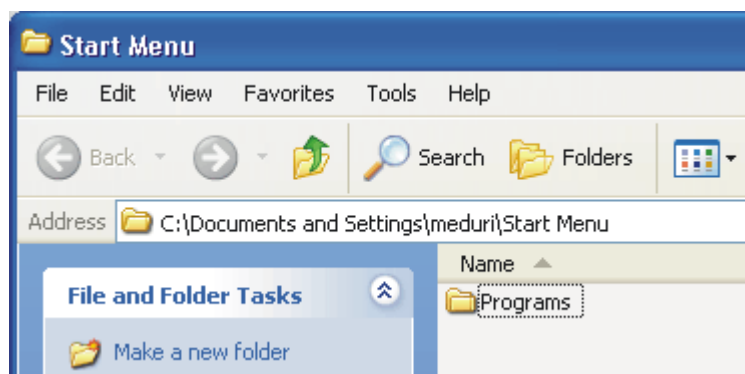 Start Menu
File Edit View Favorites Tools Help
Back Search Folders
Address C:\Documents and Settings\meduri\Start Menu
Name
File and Folder Tasks
Programs
Make a new folder